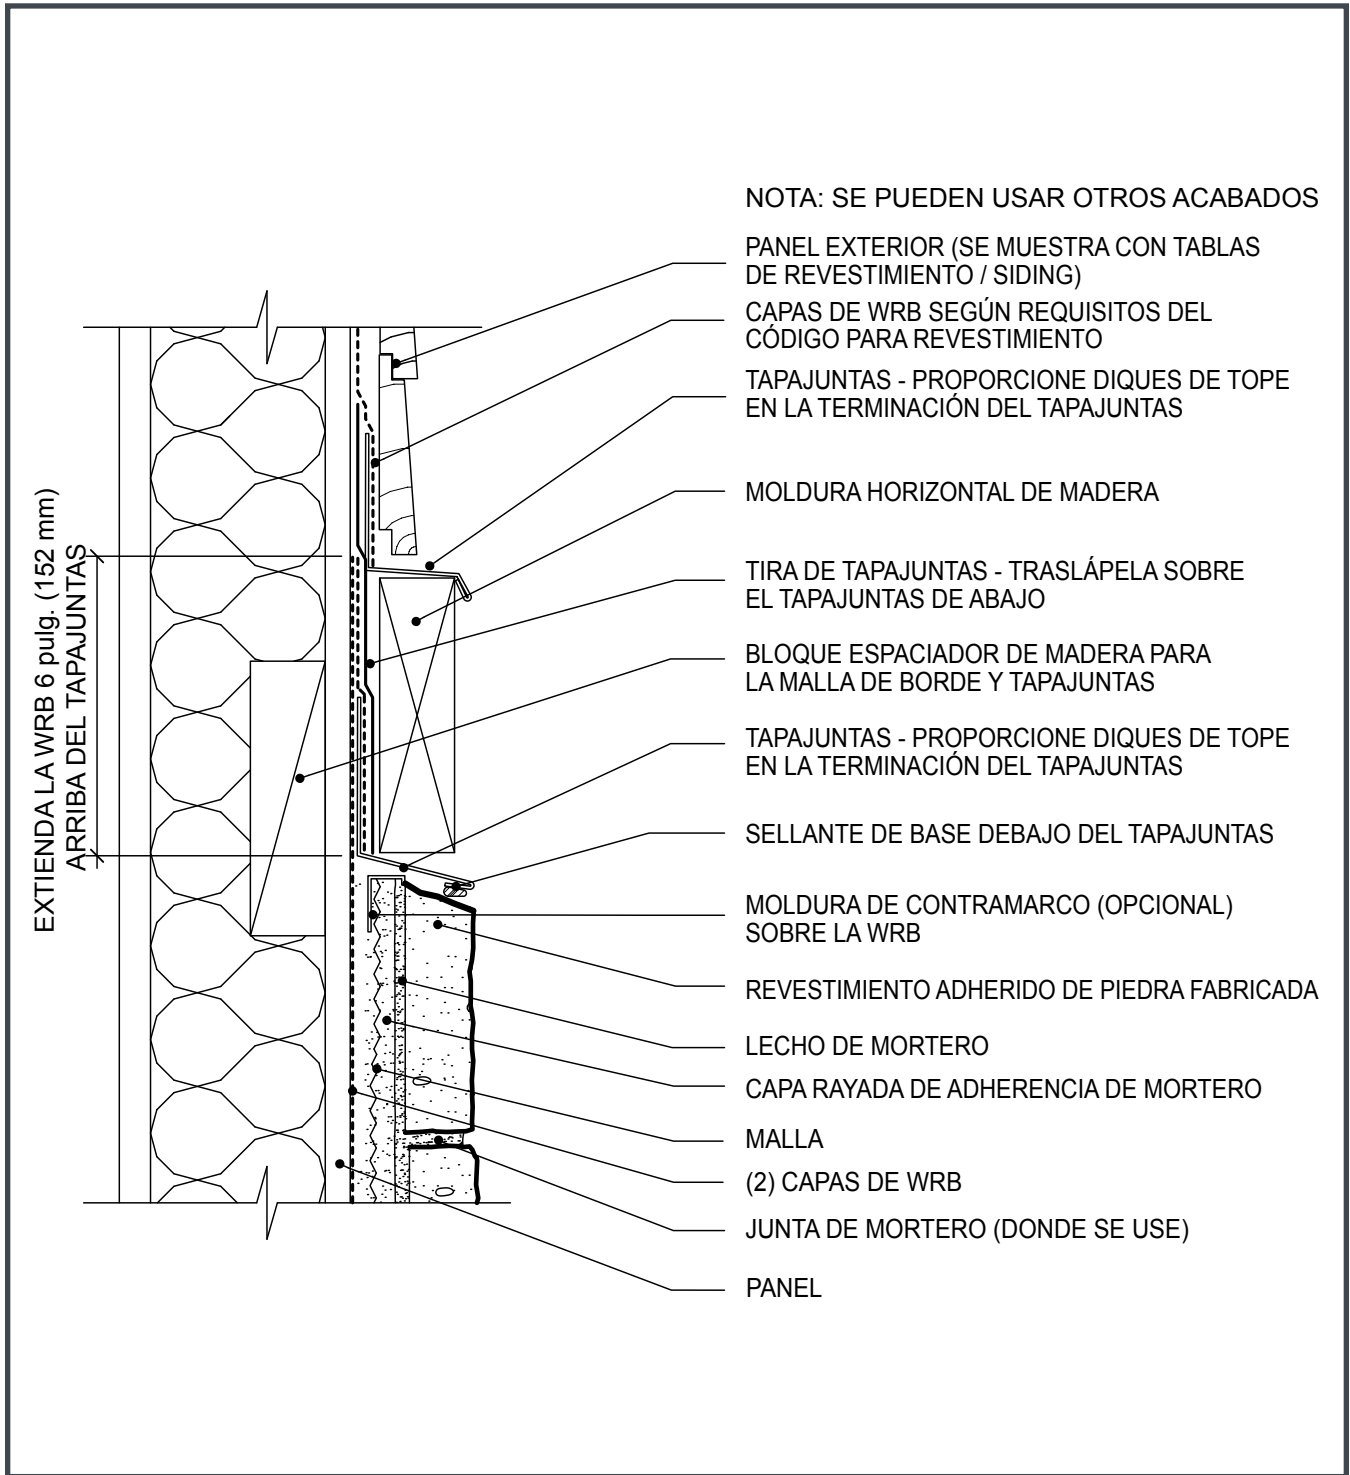 NOTA: SE PUEDEN USAR OTROS ACABADOS
PANEL EXTERIOR (SE MUESTRA CON TABLAS
DE REVESTIMIENTO / SIDING)
CAPAS DE WRB SEGÚN REQUISITOS DEL
CÓDIGO PARA REVESTIMIENTO
TAPAJUNTAS - PROPORCIONE DIQUES DE TOPE
EN LA TERMINACIÓN DEL TAPAJUNTAS
MOLDURA HORIZONTAL DE MADERA
TIRA DE TAPAJUNTAS - TRASLÁPELA SOBRE
EL TAPAJUNTAS DE ABAJO
BLOQUE ESPACIADOR DE MADERA PARA
LA MALLA DE BORDE Y TAPAJUNTAS
TAPAJUNTAS - PROPORCIONE DIQUES DE TOPE
EN LA TERMINACIÓN DEL TAPAJUNTAS
SELLANTE DE BASE DEBAJO DEL TAPAJUNTAS
MOLDURA DE CONTRAMARCO (OPCIONAL)
SOBRE LA WRB
REVESTIMIENTO ADHERIDO DE PIEDRA FABRICADA
LECHO DE MORTERO
CAPA RAYADA DE ADHERENCIA DE MORTERO
MALLA
(2) CAPAS DE WRB
JUNTA DE MORTERO (DONDE SE USE)
PANEL
EXTIENDA LA WRB 6 pulg. (152 mm)
ARRIBA DEL TAPAJUNTAS